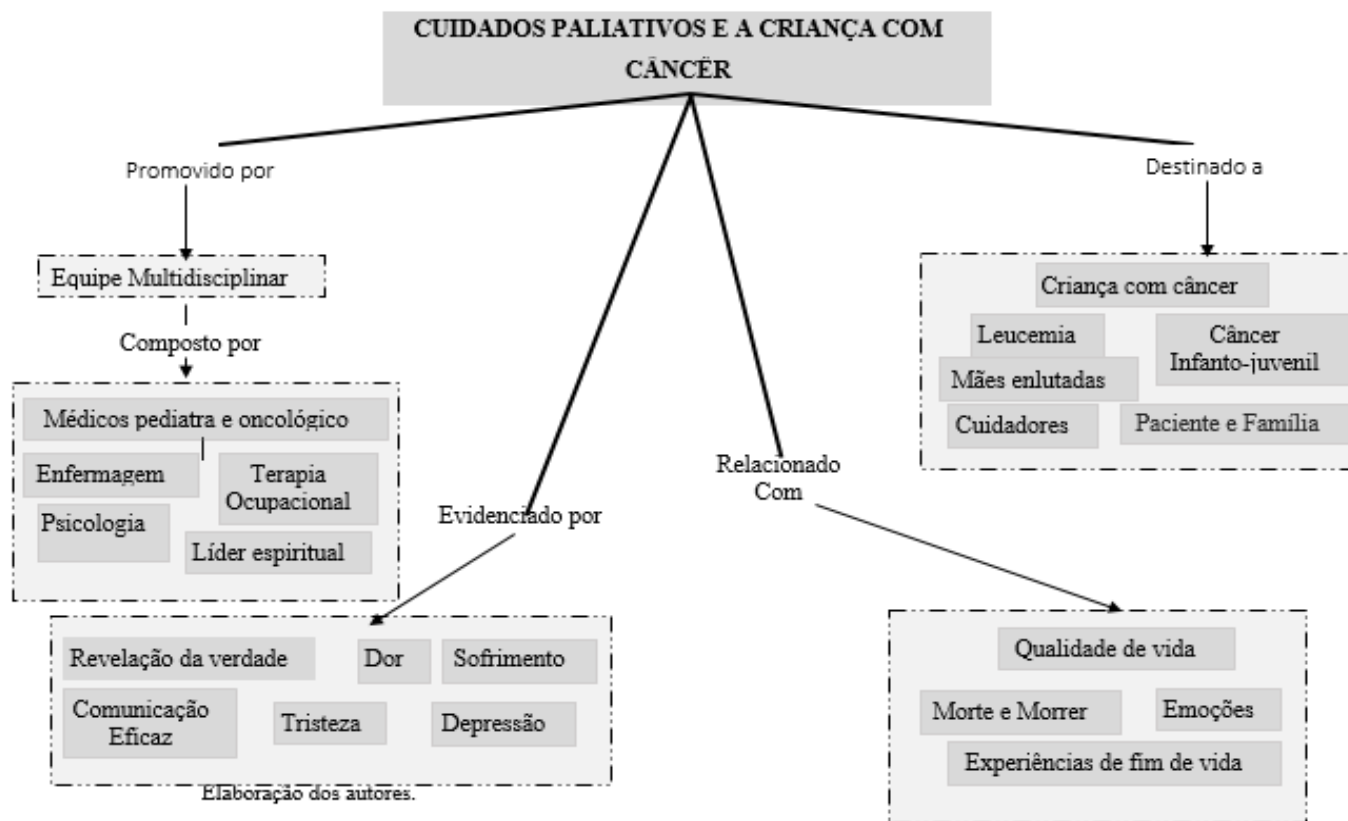 CUIDADOS PALIATIVOS E A CRIANÇA COM
CÂNCER
Promovido por
Equipe Multidisciplinar
Composto por
Médicos pediatra e oncológico
Enfermagem
Terapia
Ocupacional
Psicologia
Líder espiritual
Evidenciado por
Revelação da verdade
Dor
Sofrimento
Comunicação
Eficaz
Tristeza
Depressão
Relacionado
Com
Qualidade de vida
Morte e Morrer
Emoções
Experiências de fim de vida
Destinado a
Criança com câncer
Leucemia
Câncer
Infanto-juvenil
Mães enlutadas
Cuidadores
Paciente e Família
Elaboração dos autores.